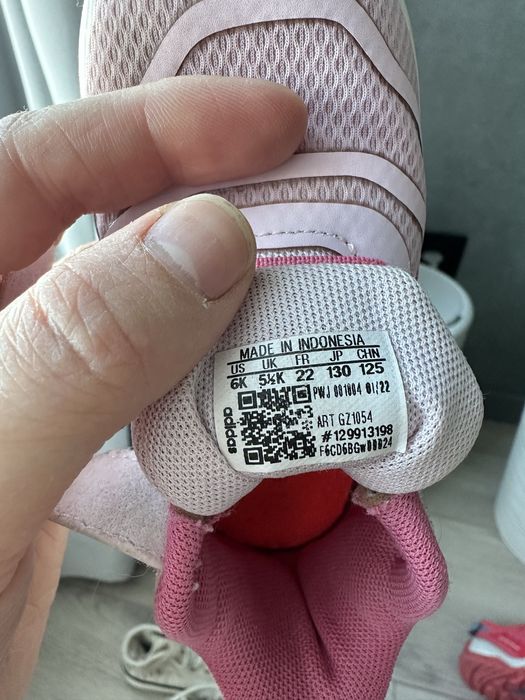 MADE IN INDONESIA
US UK FR JP CHN
6K 5½K 22 130 125
PWJ 081004 01/22
adidas
ART GZ1054
#129913198